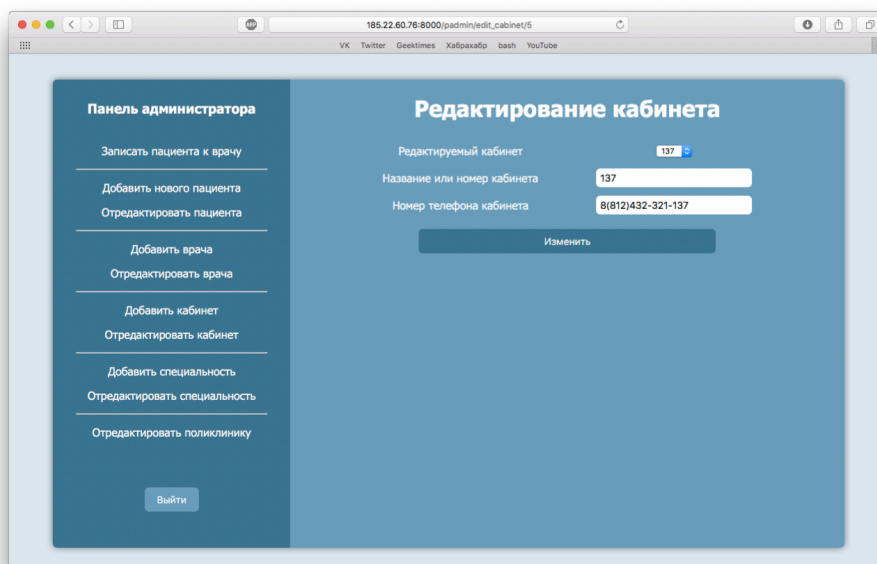 ABP
185.22.60.76:8000/padmin/edit_cabinet/5
VK Twitter Geektimes Хабрахабр bash YouTube
Панель администратора
Записать пациента к врачу
Добавить нового пациента
Отредактировать пациента
Добавить врача
Отредактировать врача
Добавить кабинет
Отредактировать кабинет
Добавить специальность
Отредактировать специальность
Отредактировать поликлинику
Выйти
Редактирование кабинета
Редактируемый кабинет 137
Название или номер кабинета 137
Номер телефона кабинета 8(812)432-321-137
Изменить